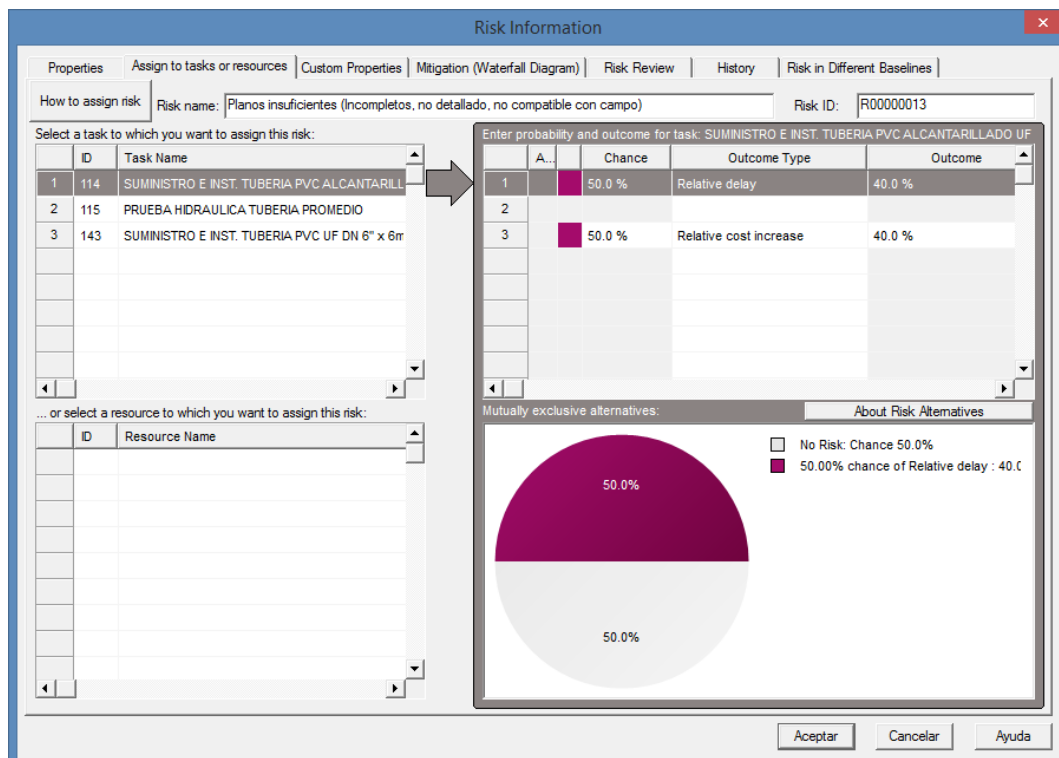 Risk Information
Properties Assign to tasks or resources Custom Properties Mitigation (Waterfall Diagram) Risk Review History Risk in Different Baselines
How to assign risk Risk name: Planos insuficientes (Incompletos, no detallado, no compatible con campo) Risk ID: R00000013
Select a task to which you want to assign this risk:
ID Task Name
1 114 SUMINISTRO E INST. TUBERIA PVC ALCANTARILL
2 115 PRUEBA HIDRAULICA TUBERIA PROMEDIO
3 143 SUMINISTRO E INST. TUBERIA PVC UF DN 6" x 6m
Enter probability and outcome for task: SUMINISTRO E INST. TUBERIA PVC ALCANTARILLADO UF
A... Chance Outcome Type Outcome
1 50.0 % Relative delay 40.0 %
2
3 50.0 % Relative cost increase 40.0 %
... or select a resource to which you want to assign this risk:
ID Resource Name
Mutually exclusive alternatives: About Risk Alternatives
No Risk: Chance 50.0%
50.00% chance of Relative delay : 40.0
50.0%
50.0%
Aceptar Cancelar Ayuda